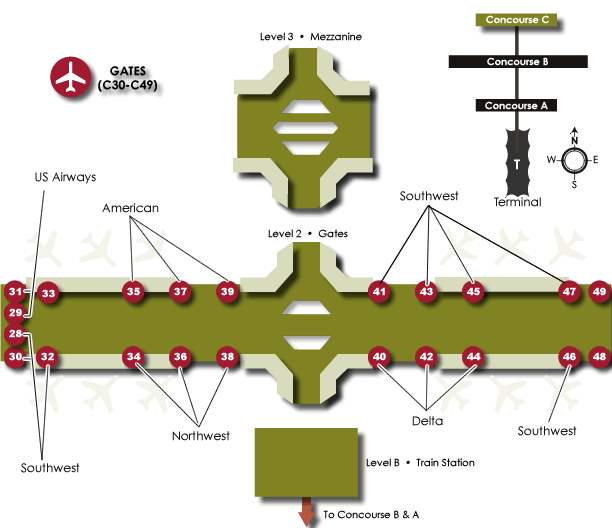 Concourse C
Level 3 • Mezzanine
Concourse B
GATES
(C30-C49)
Concourse A
N
W
E
S
T
Terminal
US Airways
American
Southwest
Level 2 • Gates
31 33 35 37 39 41 43 45 47 49
29
28
30 32 34 36 38 40 42 44 46 48
Delta
Northwest
Southwest
Southwest
Level B • Train Station
To Concourse B & A